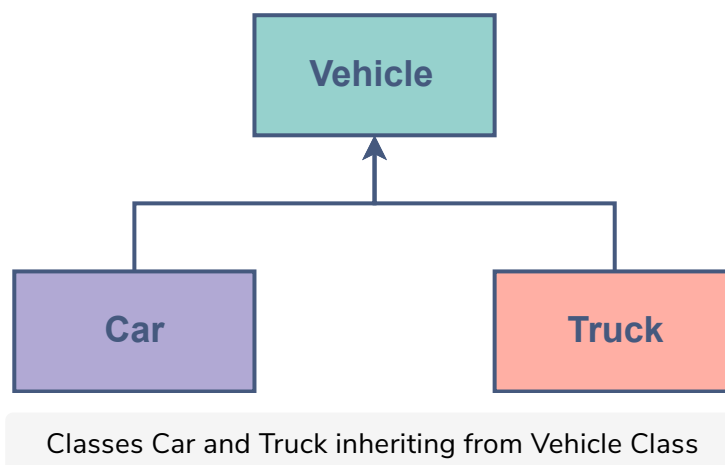 Vehicle
Car
Truck
Classes Car and Truck inheriting from Vehicle Class